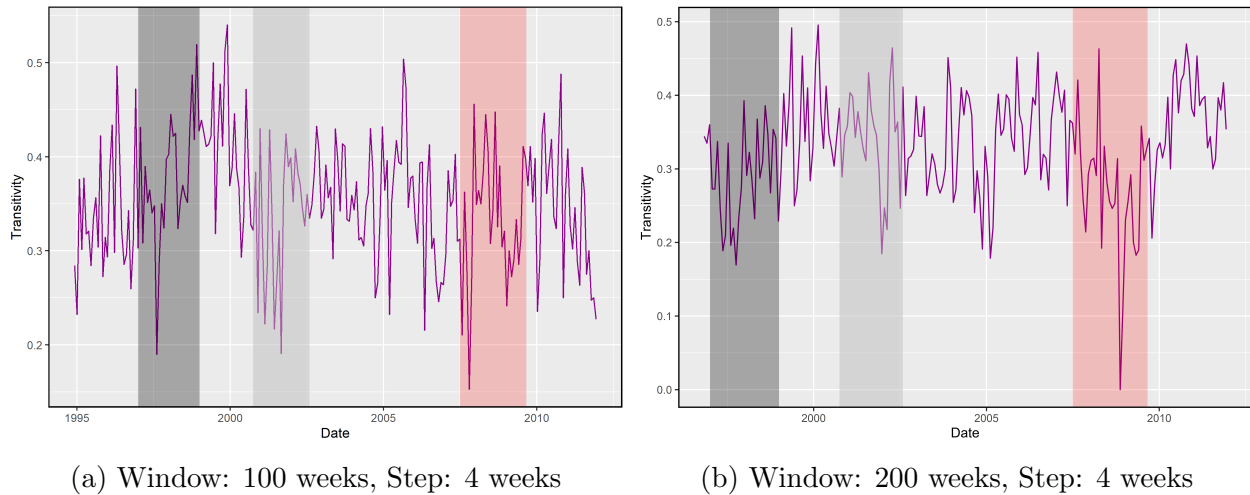 0.5
0.4
0.3
0.2
Transitivity
1995
2000
2005
2010
Date
(a) Window: 100 weeks, Step: 4 weeks
0.5
0.4
0.3
0.2
0.1
0.0
Transitivity
2000
2005
2010
Date
(b) Window: 200 weeks, Step: 4 weeks